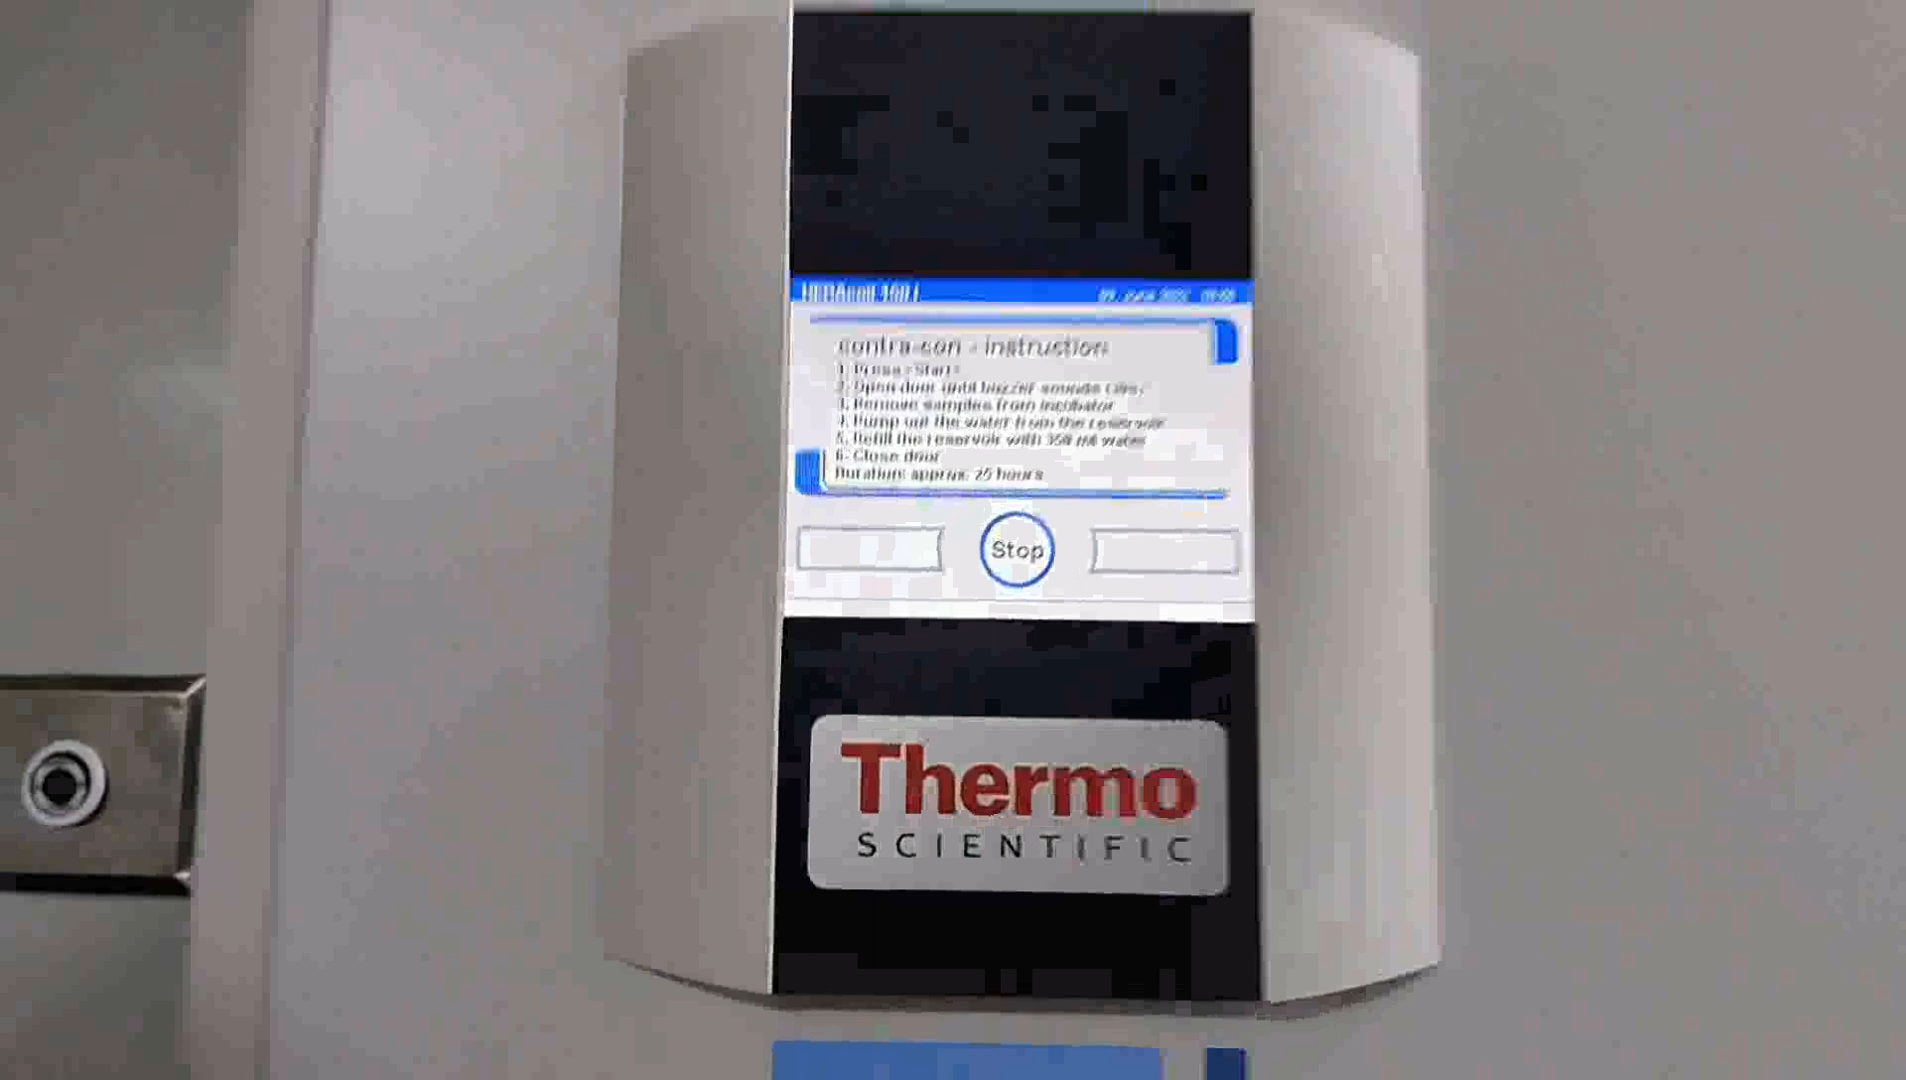 HERAcell 150 i
contra-con - instruction
1. Press <Start>
2. Open door until buzzer sounds
3. Remove samples from incubator
4. Pump out the water from the reservoir
5. Refill the reservoir with 350 ml water
6. Close door
Duration: approx. 25 hours
Stop
Thermo
SCIENTIFIC